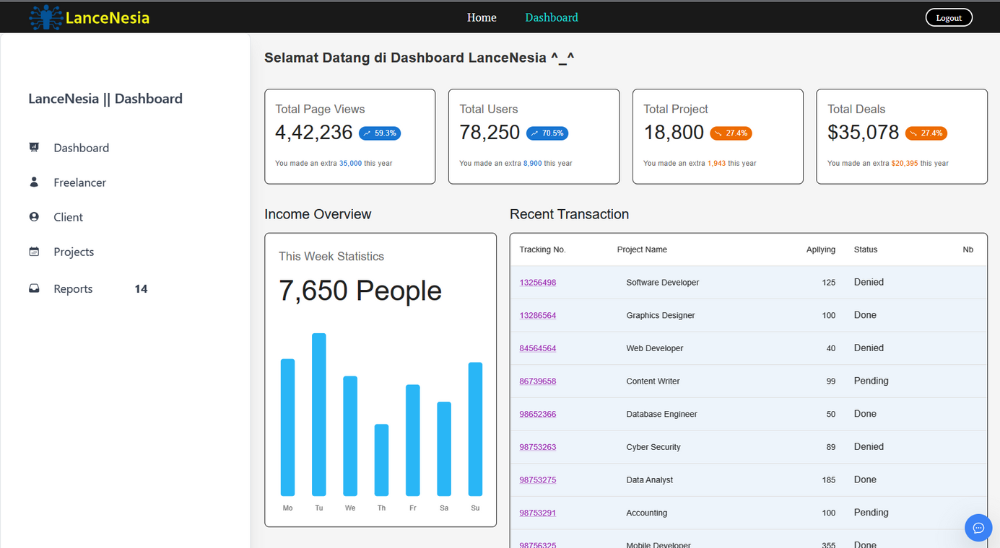 LanceNesia
Home
Dashboard
Logout
LanceNesia || Dashboard
Dashboard
Freelancer
Client
Projects
Reports 14
Selamat Datang di Dashboard LanceNesia ^_^
Total Page Views
4,42,236 59.3%
You made an extra 35,000 this year
Total Users
78,250 70.5%
You made an extra 8,900 this year
Total Project
18,800 27.4%
You made an extra 1,943 this year
Total Deals
$35,078 27.4%
You made an extra $20,395 this year
Income Overview
This Week Statistics
7,650 People
Mo Tu We Th Fr Sa Su
Recent Transaction
Tracking No. Project Name Apllying Status Nb
13256498 Software Developer 125 Denied
13286564 Graphics Designer 100 Done
84564564 Web Developer 40 Denied
86739658 Content Writer 99 Pending
98652366 Database Engineer 50 Done
98753263 Cyber Security 89 Denied
98753275 Data Analyst 185 Done
98753291 Accounting 100 Pending
98756325 Mobile Developer 355 Done